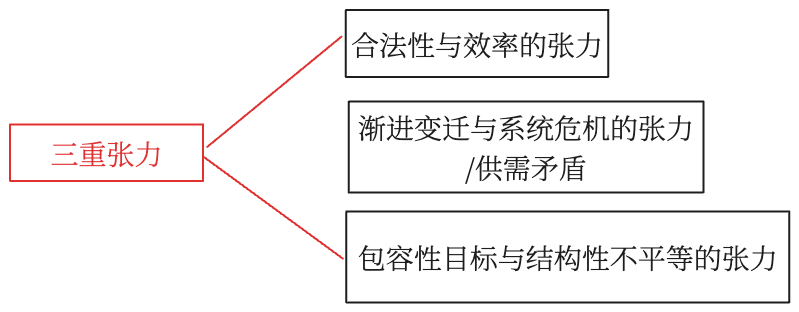 合法性与效率的张力
三重张力
渐进变迁与系统危机的张力
/供需矛盾
包容性目标与结构性不平等的张力